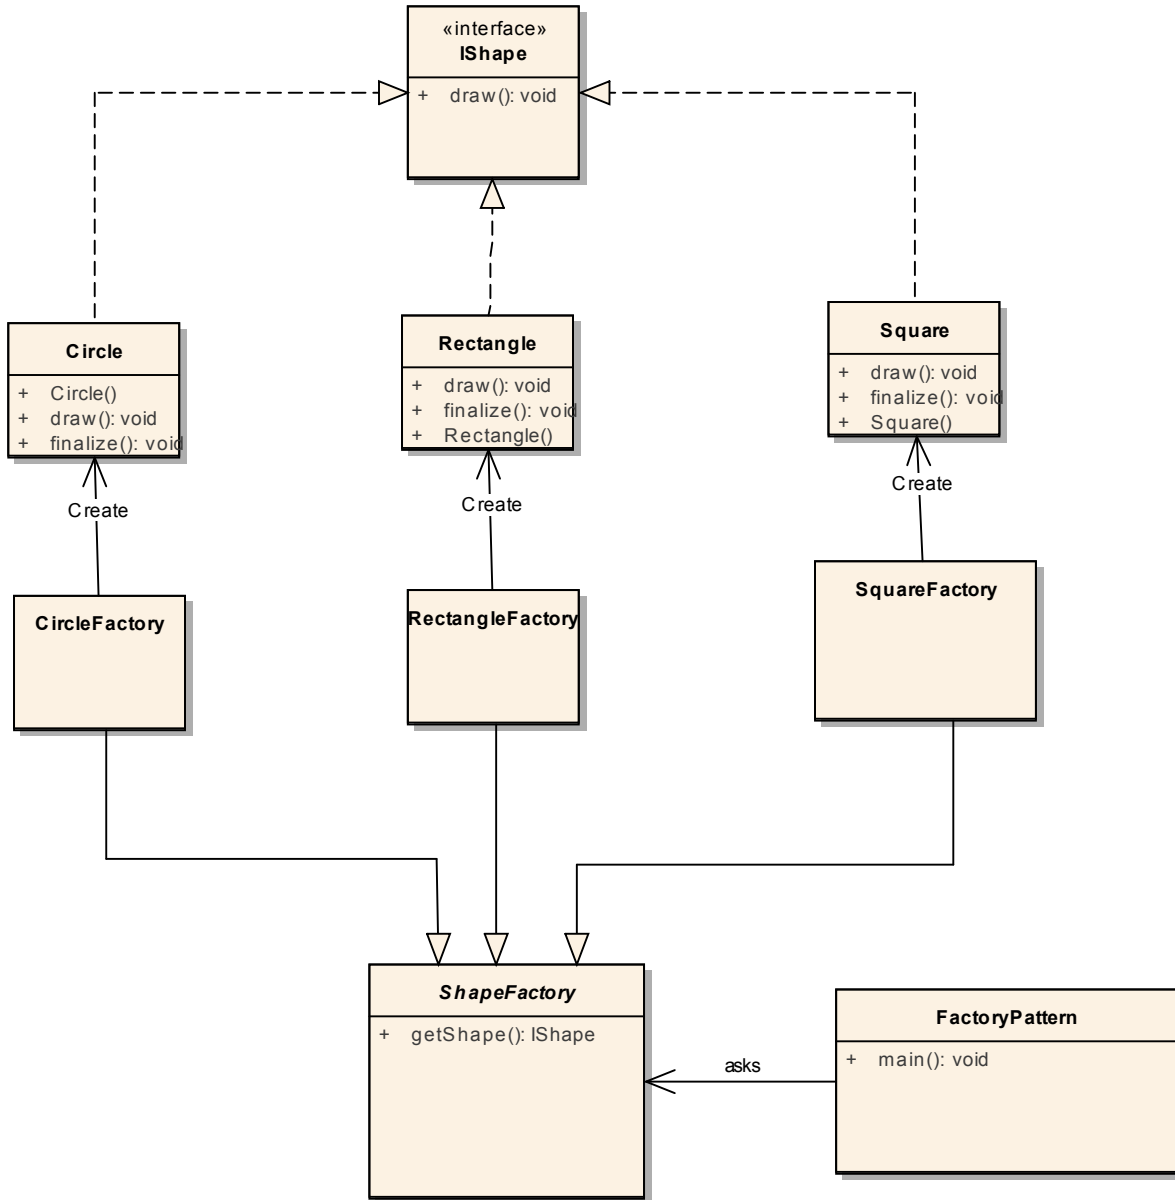 «interface»
IShape
+ draw(): void
Circle
+ Circle()
+ draw(): void
+ finalize(): void
Rectangle
+ draw(): void
+ finalize(): void
+ Rectangle()
Square
+ draw(): void
+ finalize(): void
+ Square()
Create
Create
Create
CircleFactory
RectangleFactory
SquareFactory
ShapeFactory
+ getShape(): IShape
asks
FactoryPattern
+ main(): void